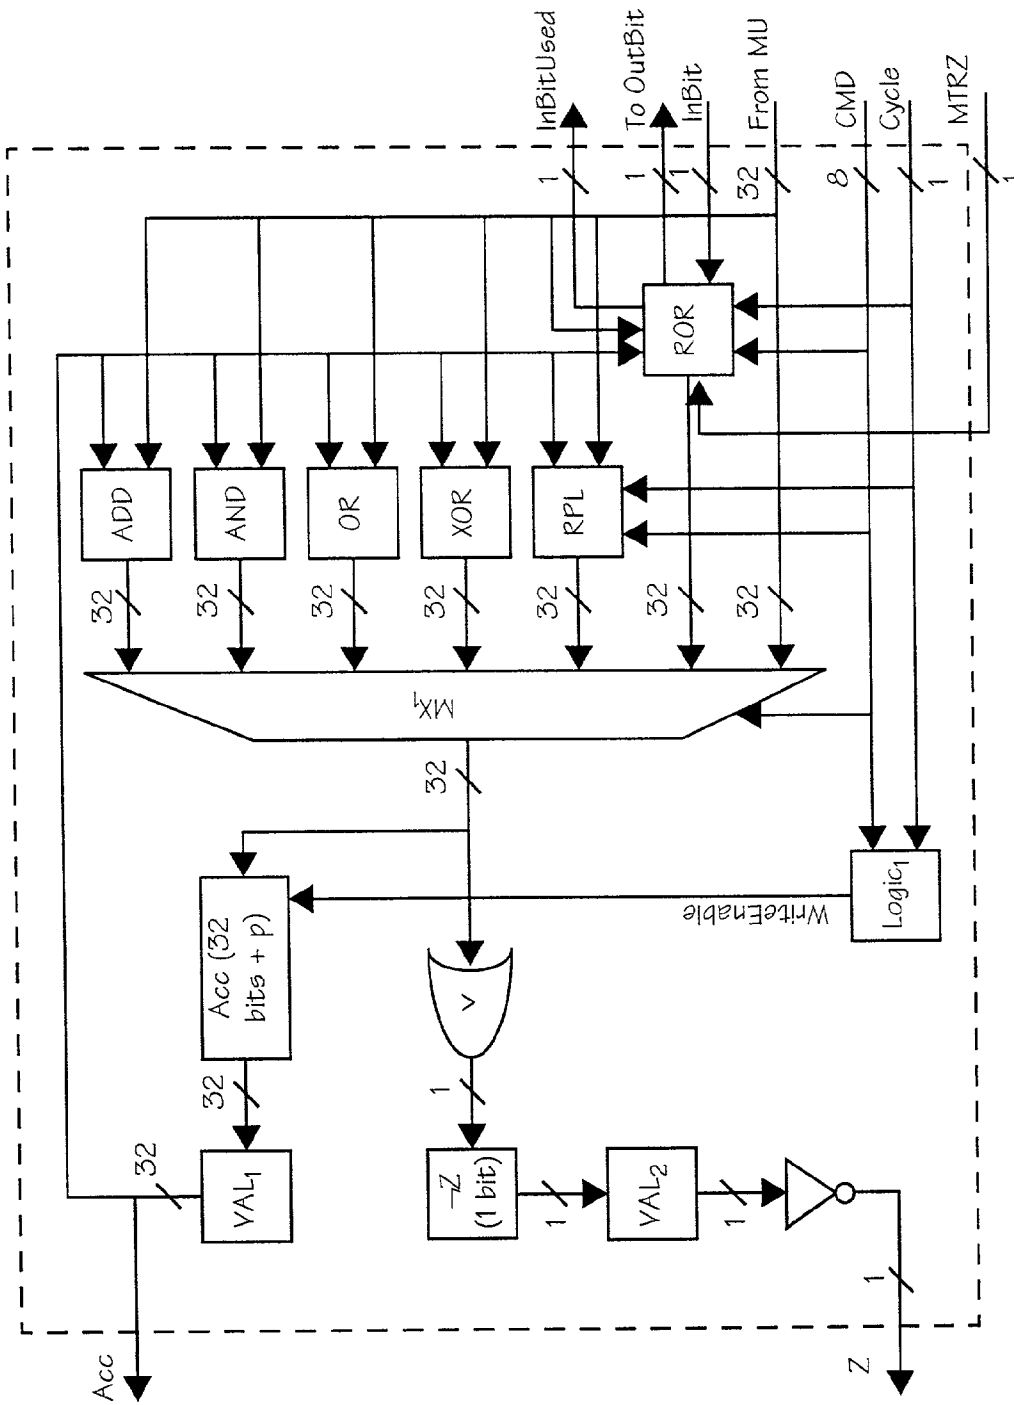 Acc
32
VAL1
32
Acc (32
bits + p)
32
ADD
32
AND
32
OR
32
XOR
32
RPL
32
ROR
32
MX1
32
V
1
¬Z
(1 bit)
1
VAL2
1
1
Z
WriteEnable
Logic1
1
InBitUsed
1
To OutBit
1
InBit
32
From MU
8
CMD
1
Cycle
1
MTRZ